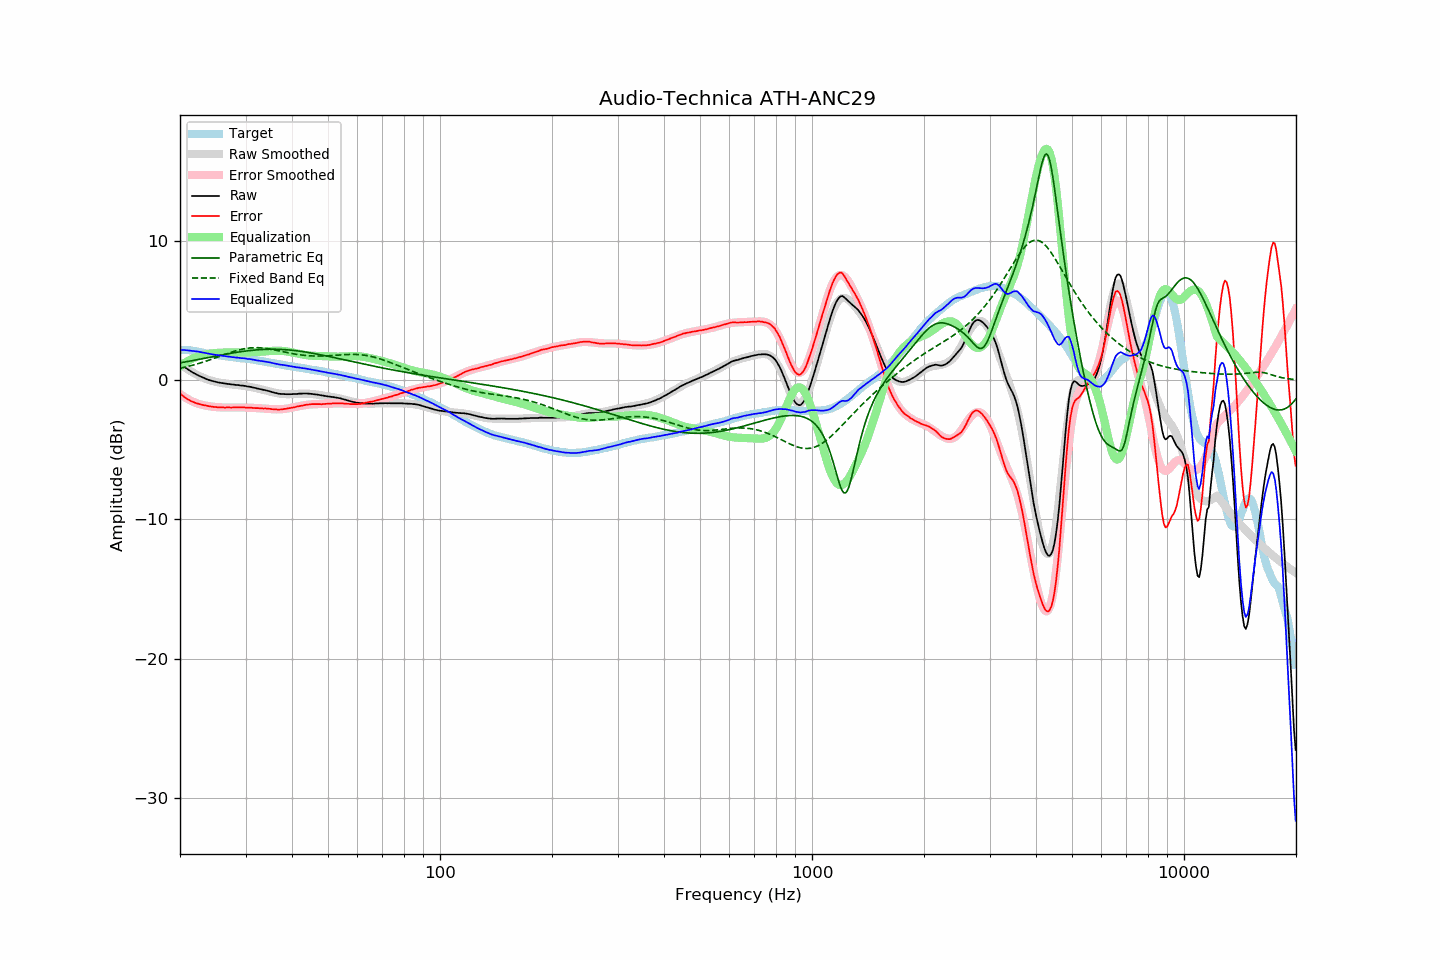 Audio-Technica ATH-ANC29
Target
Raw Smoothed
Error Smoothed
Raw
Error
Equalization
Parametric Eq
Fixed Band Eq
Equalized
10
0
−10
−20
−30
Amplitude (dBr)
100
1000
10000
Frequency (Hz)